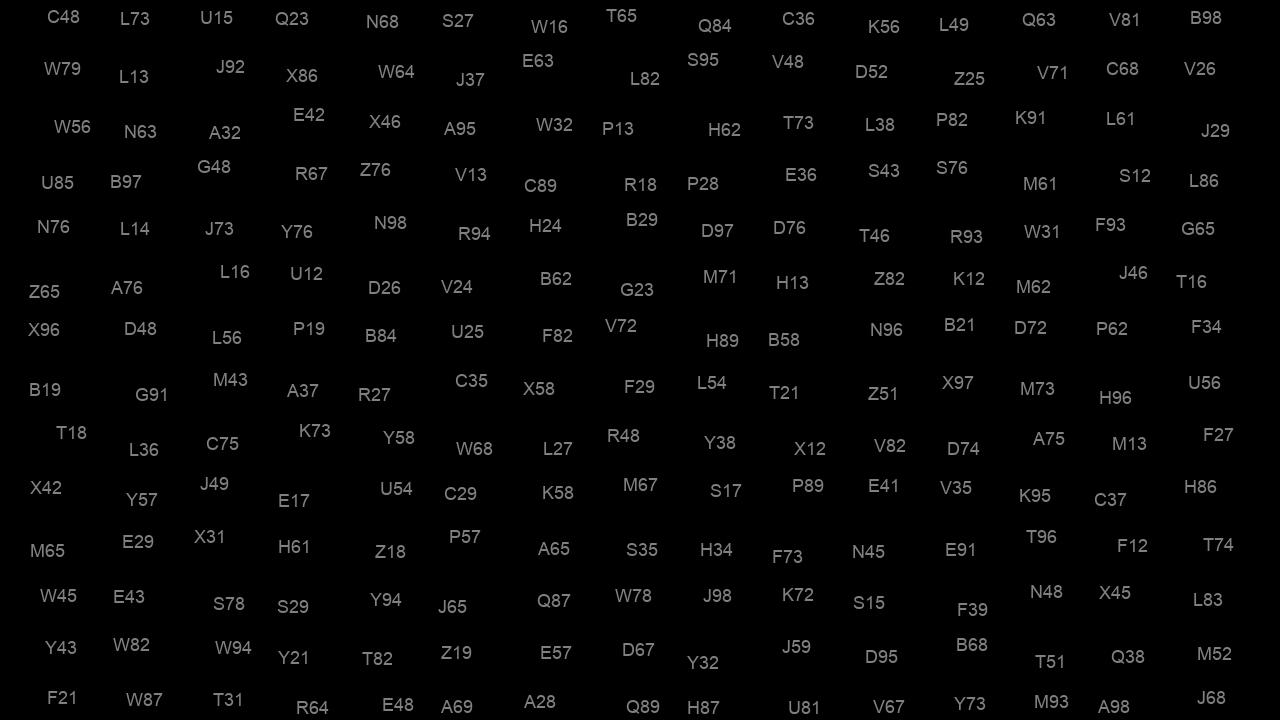 C48 L73 U15 Q23 N68 S27 W16 T65 Q84 C36 K56 L49 Q63 V81 B98
W79 L13 J92 X86 W64 J37 E63 L82 S95 V48 D52 Z25 V71 C68 V26
W56 N63 A32 E42 X46 A95 W32 P13 H62 T73 L38 P82 K91 L61 J29
U85 B97 G48 R67 Z76 V13 C89 R18 P28 E36 S43 S76 M61 S12 L86
N76 L14 J73 Y76 N98 R94 H24 B29 D97 D76 T46 R93 W31 F93 G65
Z65 A76 L16 U12 D26 V24 B62 G23 M71 H13 Z82 K12 M62 J46 T16
X96 D48 L56 P19 B84 U25 F82 V72 H89 B58 N96 B21 D72 P62 F34
B19 G91 M43 A37 R27 C35 X58 F29 L54 T21 Z51 X97 M73 H96 U56
T18 L36 C75 K73 Y58 W68 L27 R48 Y38 X12 V82 D74 A75 M13 F27
X42 Y57 J49 E17 U54 C29 K58 M67 S17 P89 E41 V35 K95 C37 H86
M65 E29 X31 H61 Z18 P57 A65 S35 H34 F73 N45 E91 T96 F12 T74
W45 E43 S78 S29 Y94 J65 Q87 W78 J98 K72 S15 F39 N48 X45 L83
Y43 W82 W94 Y21 T82 Z19 E57 D67 Y32 J59 D95 B68 T51 Q38 M52
F21 W87 T31 R64 E48 A69 A28 Q89 H87 U81 V67 Y73 M93 A98 J68